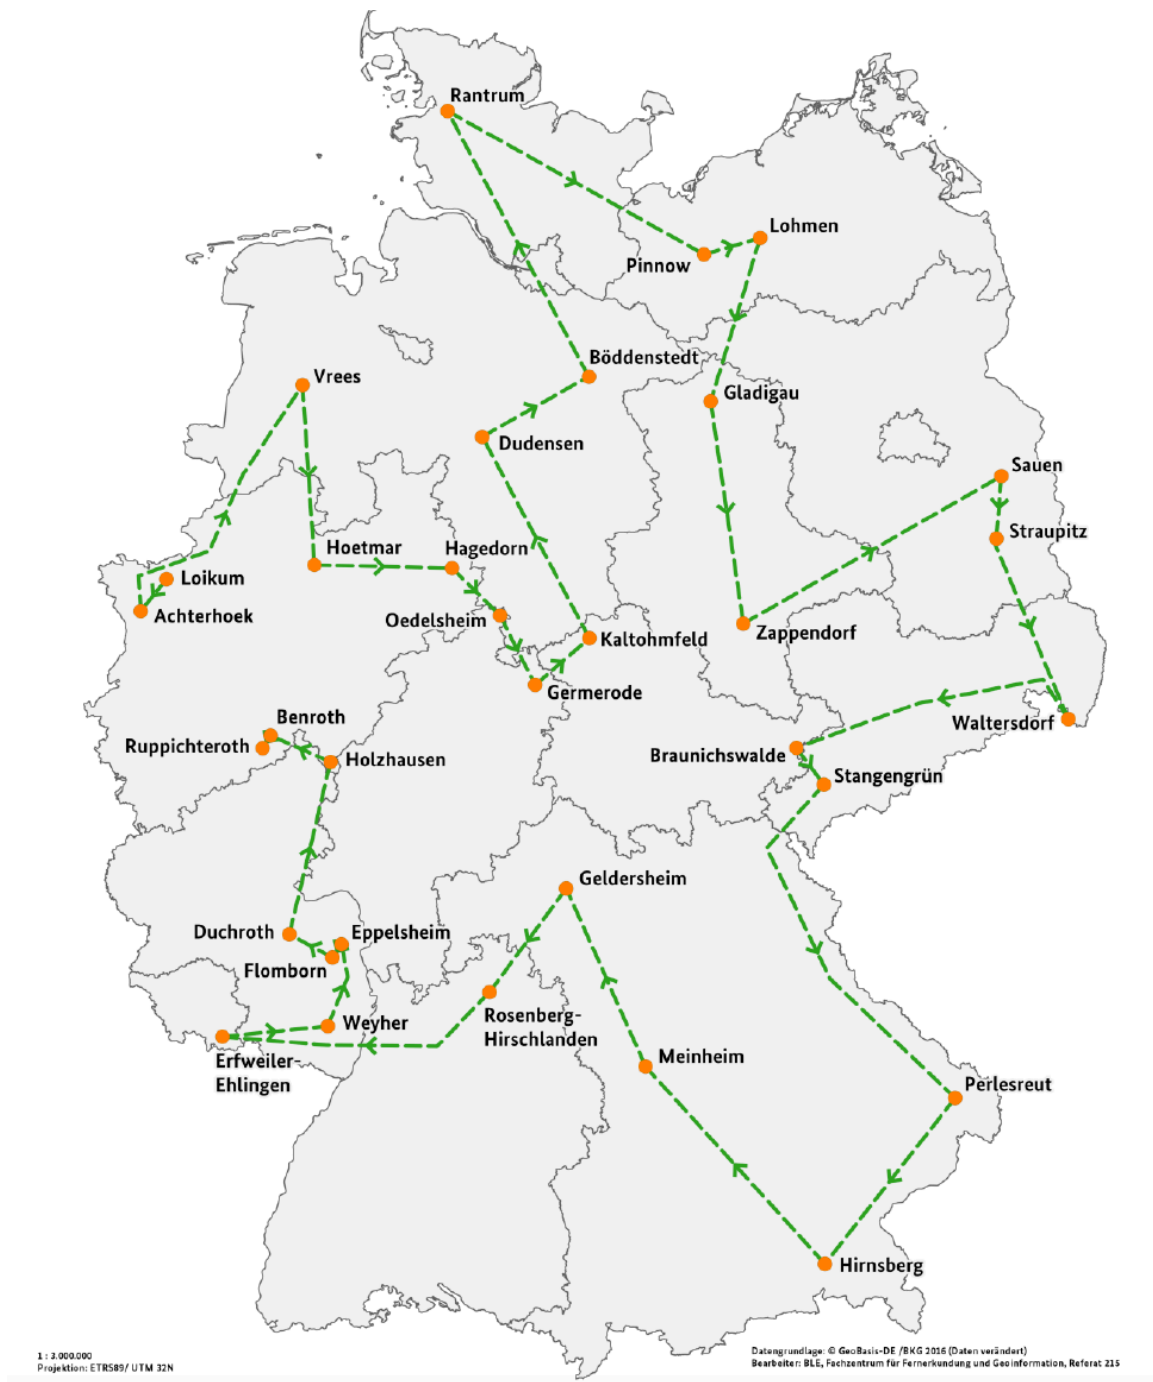 Rantrum
Lohmen
Pinnow
Böddenstedt
Vrees
Gladigau
Dudensen
Sauen
Straupitz
Hoetmar
Hagedorn
Loikum
Achterhoek
Oedelsheim
Zappendorf
Kaltohmfeld
Germerode
Benroth
Waltersdorf
Ruppichteroth
Holzhausen
Braunichswalde
Stangengrün
Geldersheim
Duchroth
Eppelsheim
Flomborn
Weyher
Rosenberg-
Hirschlanden
Erfweiler-
Ehlingen
Meinheim
Perlesreut
Hirnsberg
1 : 3.000.000
Projektion: ETRS89/ UTM 32N
Datengrundlage: © GeoBasis-DE /BKG 2016 (Daten verändert)
Bearbeiter: BLE, Fachzentrum für Fernerkundung und Geoinformation, Referat 215